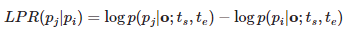 LPR(p_j|p_i) = log p(p_j|o; t_s, t_e) − log p(p_i|o; t_s, t_e)